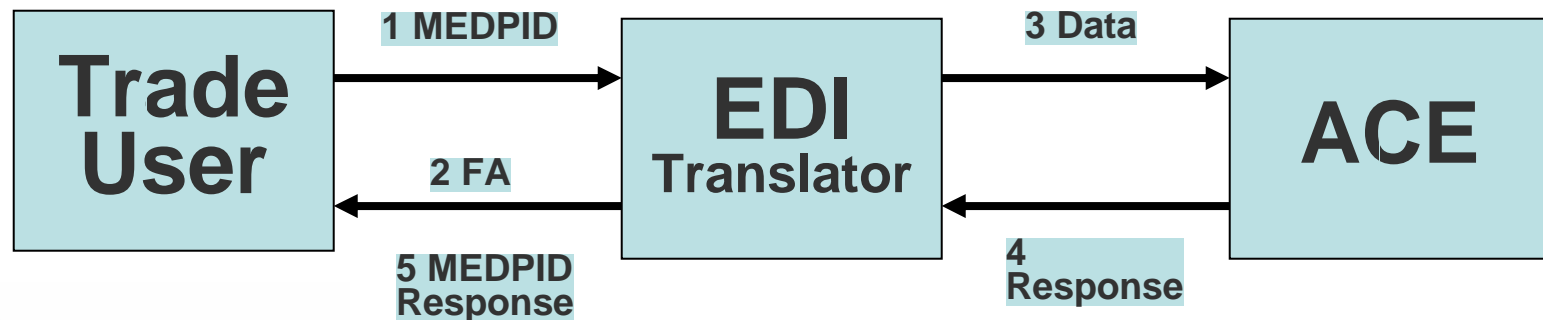 1 MEDPID
3 Data
Trade
User
EDI
Translator
ACE
2 FA
5 MEDPID
Response
4
Response